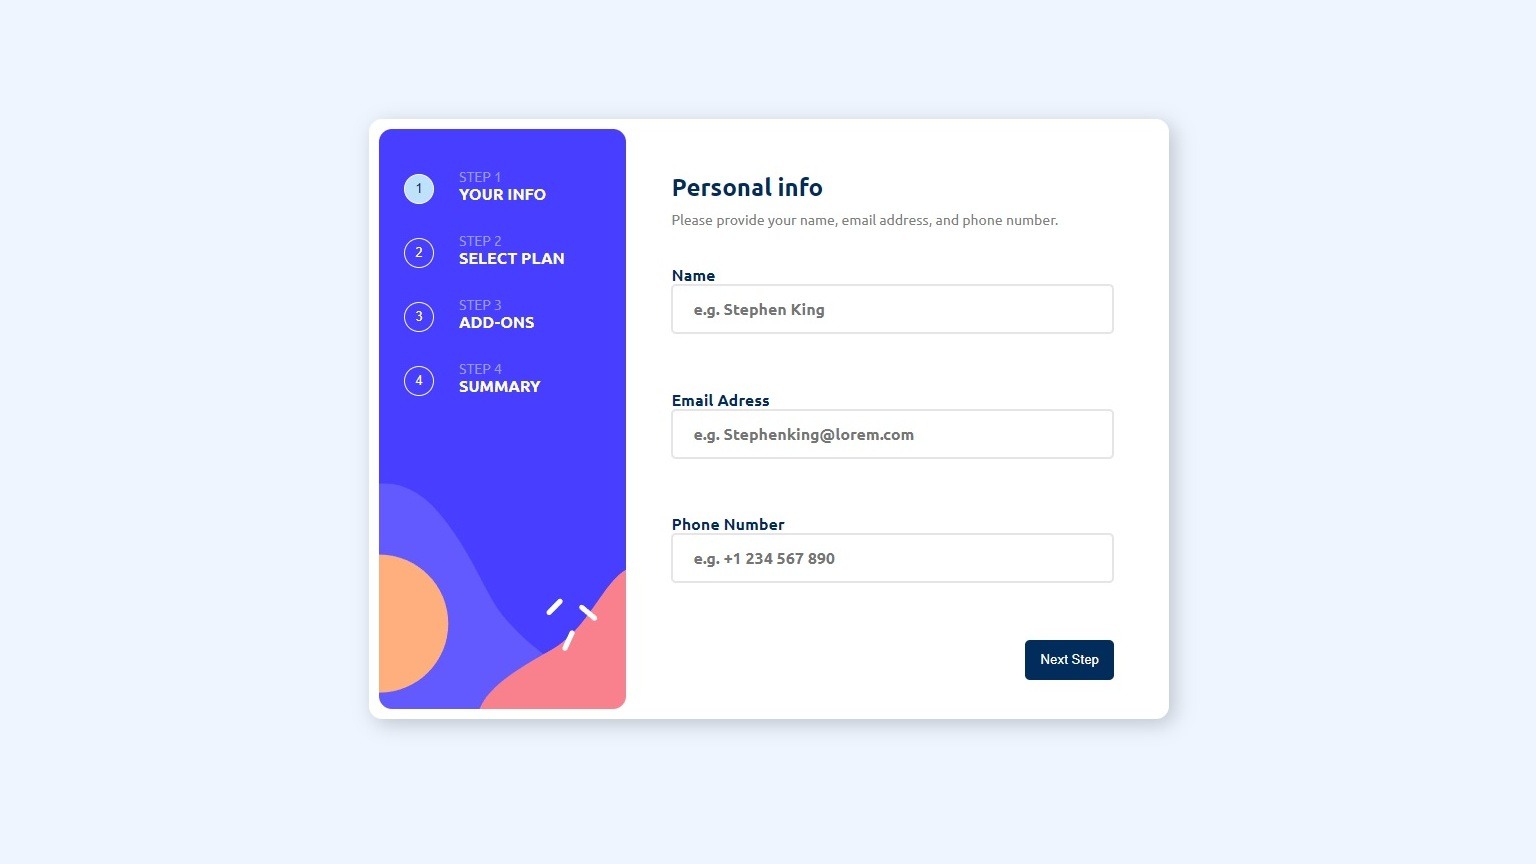 1
STEP 1
YOUR INFO
2
STEP 2
SELECT PLAN
3
STEP 3
ADD-ONS
4
STEP 4
SUMMARY
Personal info
Please provide your name, email address, and phone number.
Name
e.g. Stephen King
Email Adress
e.g. Stephenking@lorem.com
Phone Number
e.g. +1 234 567 890
Next Step